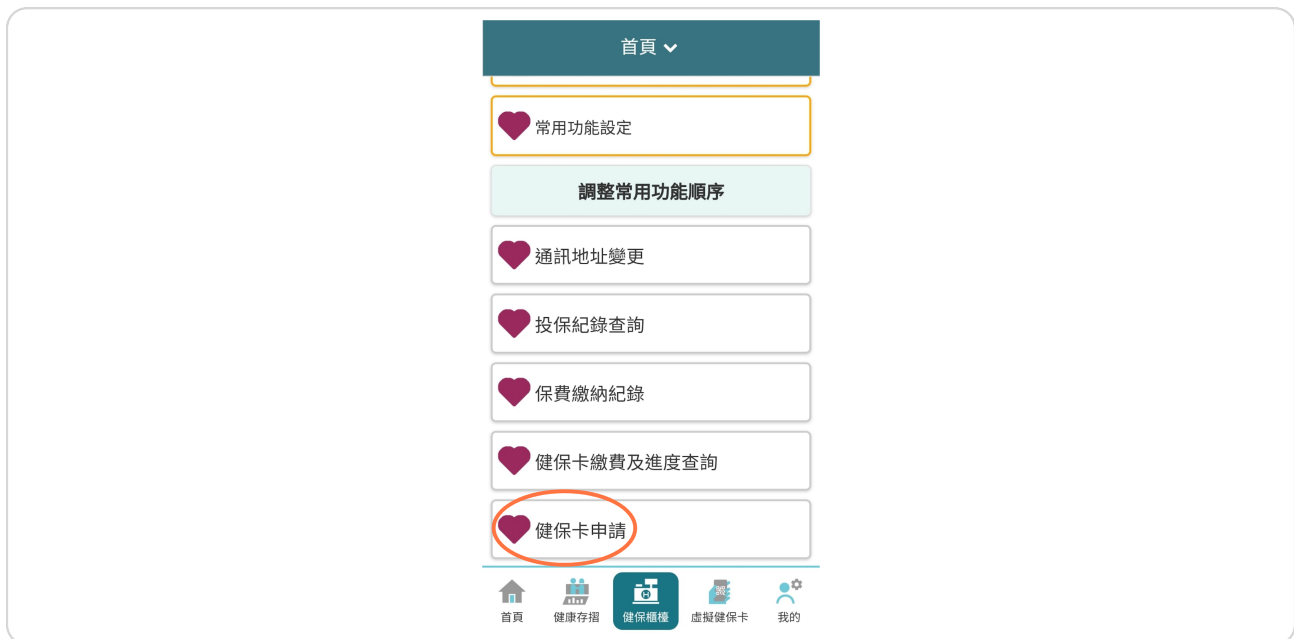 首頁
常用功能設定
調整常用功能順序
通訊地址變更
投保紀錄查詢
保費繳納紀錄
健保卡繳費及進度查詢
健保卡申請
首頁 健康存摺 健保櫃檯 虛擬健保卡 我的